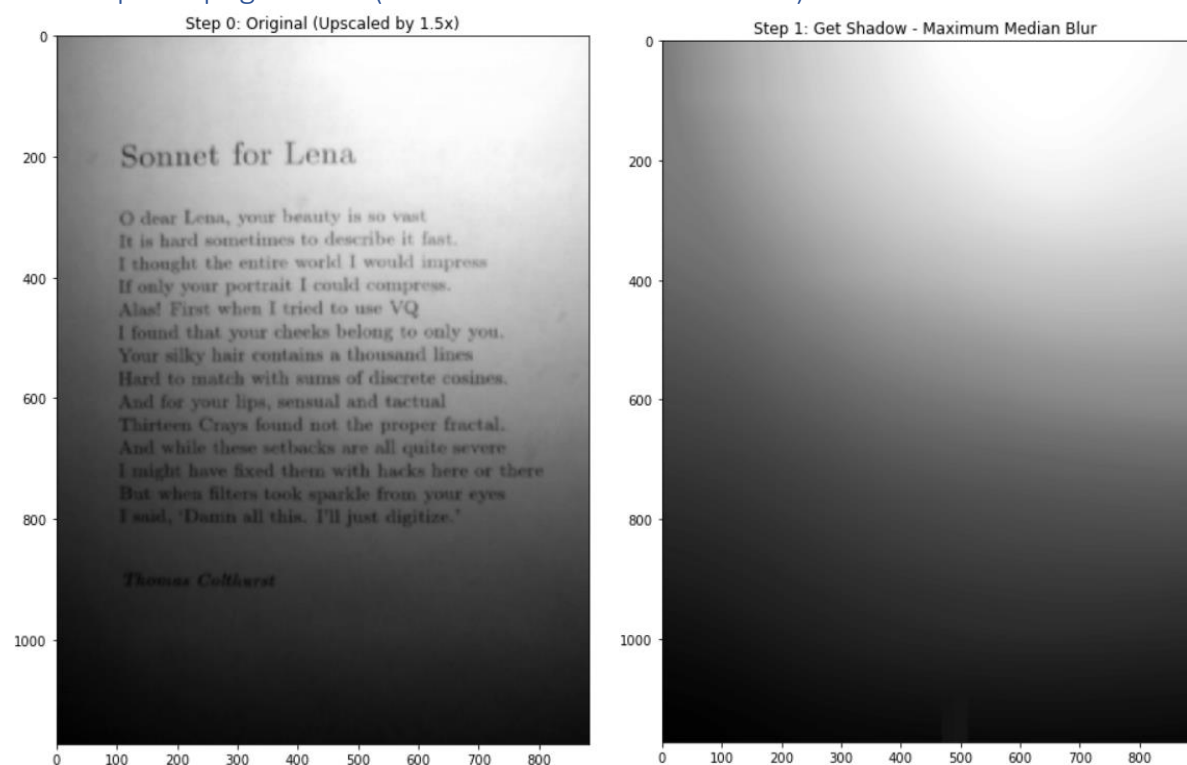 Step 0: Original (Upscaled by 1.5x)
Step 1: Get Shadow - Maximum Median Blur
0
200
400
600
800
1000
0 100 200 300 400 500 600 700 800
0
200
400
600
800
1000
0 100 200 300 400 500 600 700 800
Sonnet for Lena
O dear Lena, your beauty is so vast
It is hard sometimes to describe it fast.
I thought the entire world I would impress
If only your portrait I could compress.
Alas! First when I tried to use VQ
I found that your cheeks belong to only you.
Your silky hair contains a thousand lines
Hard to match with sums of discrete cosines.
And for your lips, sensual and tactual
Thirteen Crays found not the proper fractal.
And while these setbacks are all quite severe
I might have fixed them with hacks here or there
But when filters took sparkle from your eyes
I said, 'Damn all this. I'll just digitize.'
Thomas Colthurst